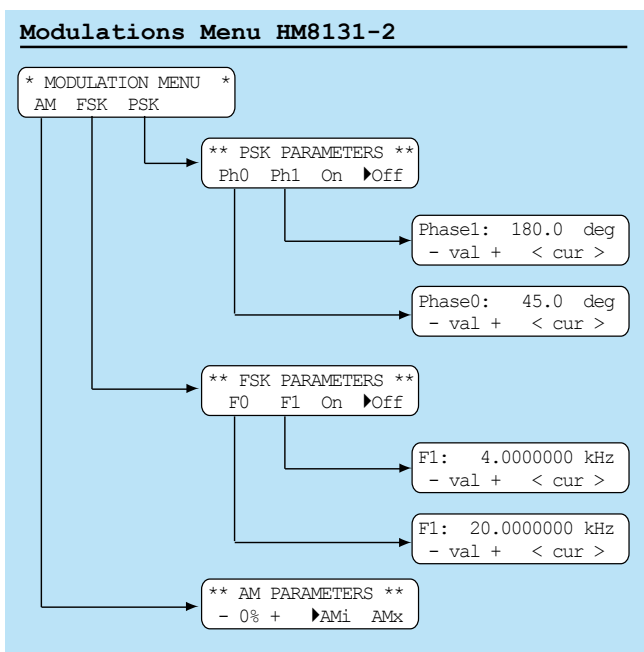 Modulations Menu HM8131-2
* MODULATION MENU *
AM FSK PSK
** PSK PARAMETERS **
Ph0 Ph1 On ▶Off
Phase1: 180.0 deg
- val + < cur >
Phase0: 45.0 deg
- val + < cur >
** FSK PARAMETERS **
F0 F1 On ▶Off
F1: 4.0000000 kHz
- val + < cur >
F1: 20.0000000 kHz
- val + < cur >
** AM PARAMETERS **
- 0% + ▶AMi AMx